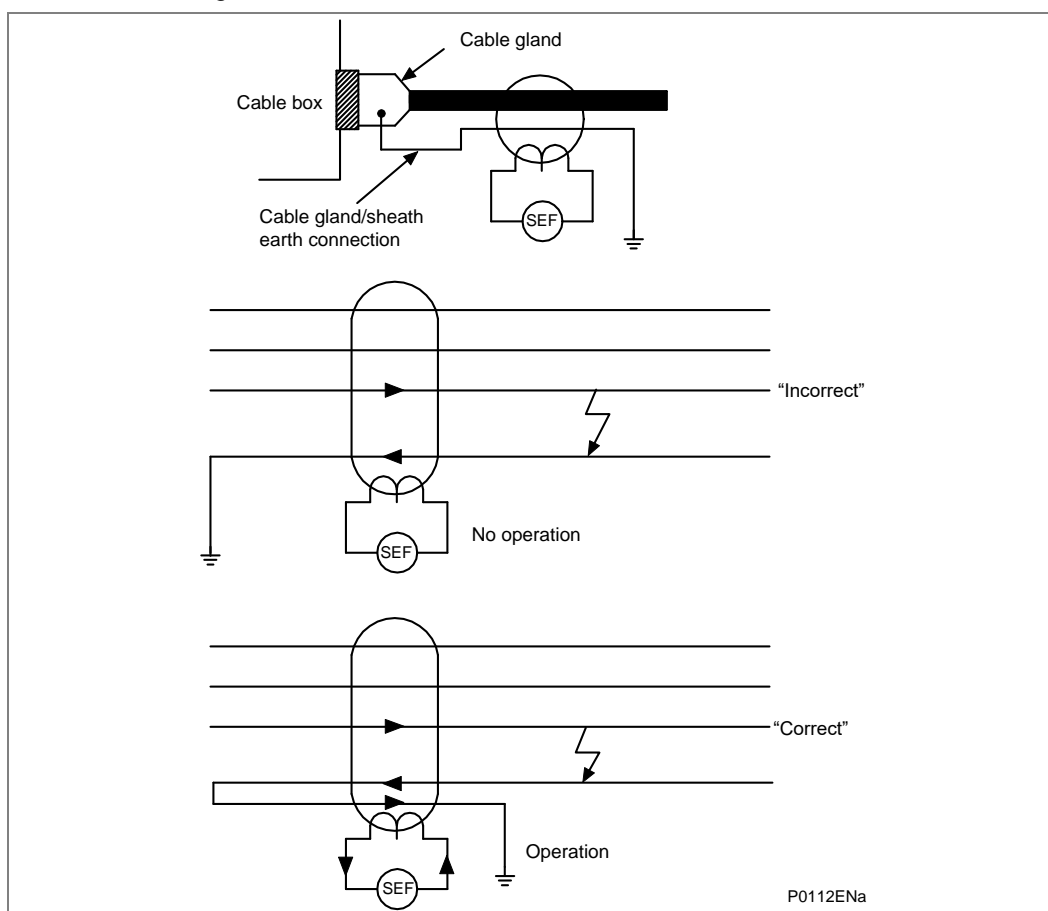 Cable gland
Cable box
SEF
Cable gland/sheath
earth connection
“Incorrect”
No operation
SEF
“Correct”
Operation
SEF
P0112ENa